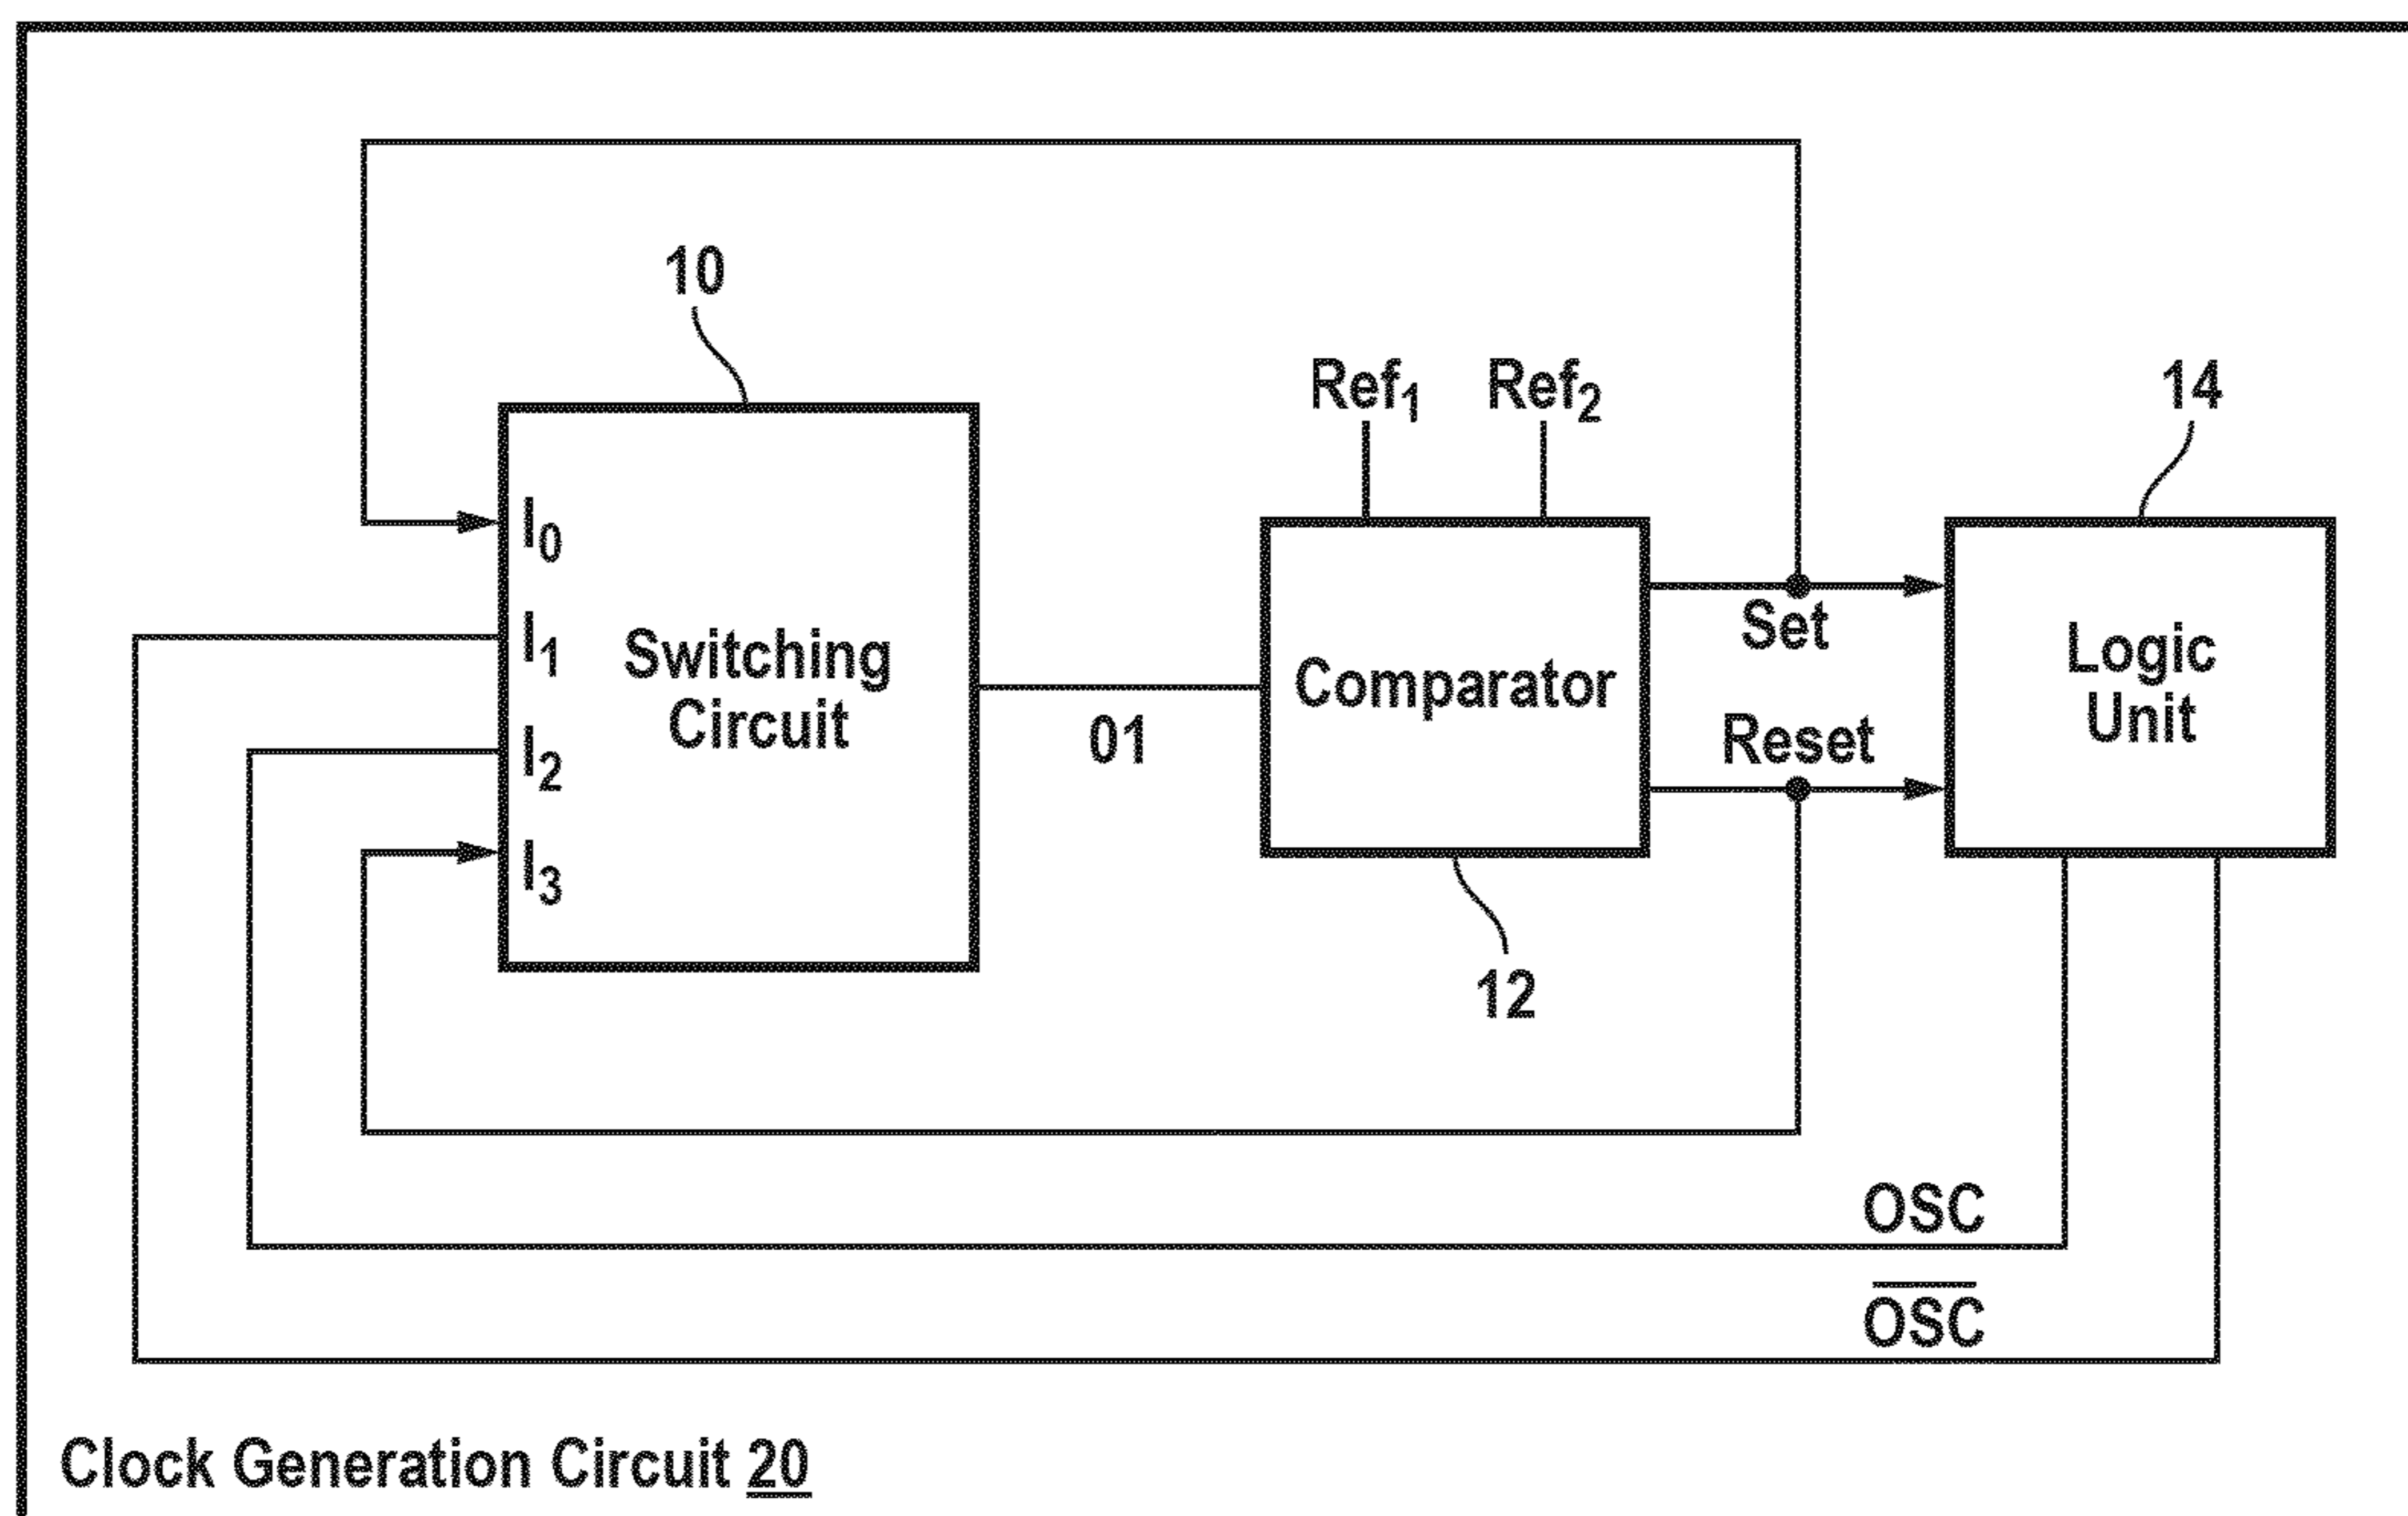 10
Ref₁ Ref₂
14
I₀
I₁
I₂
I₃
Switching
Circuit
01
Comparator
Set
Reset
Logic
Unit
12
OSC
O̅S̅C̅
Clock Generation Circuit 20